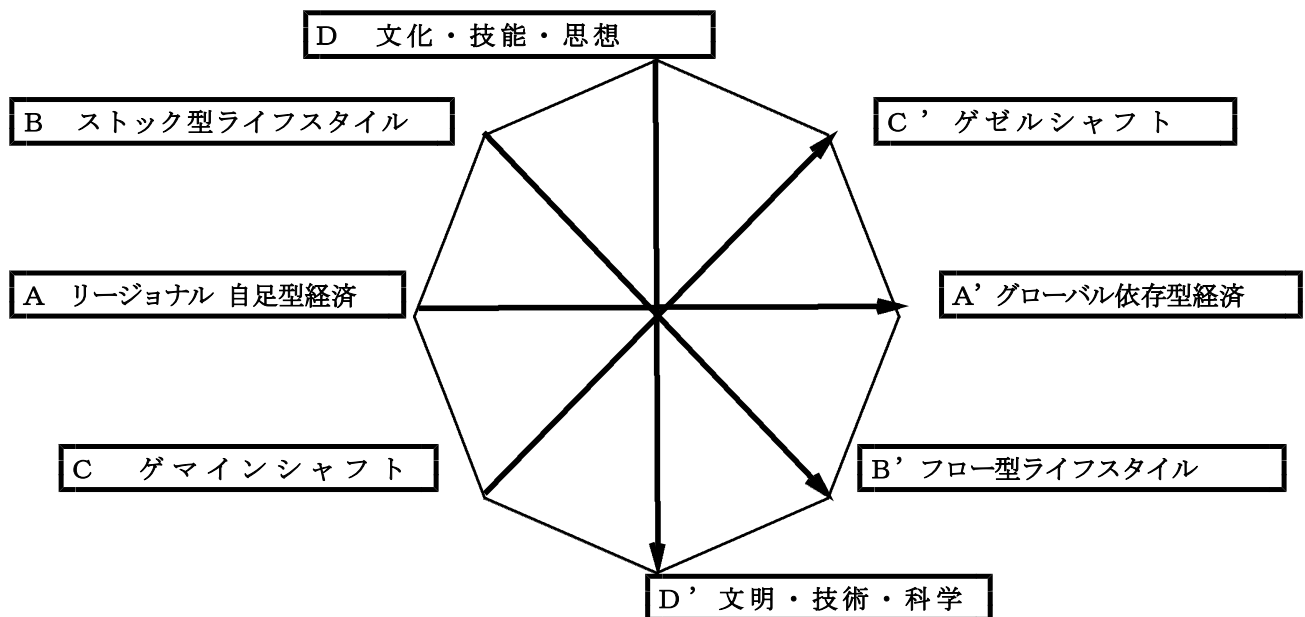 D 文化・技能・思想
B ストック型ライフスタイル
C’ゲゼルシャフト
A リージョナル 自足型経済
A’グローバル依存型経済
C ゲマインシャフト
B’フロー型ライフスタイル
D’文明・技術・科学